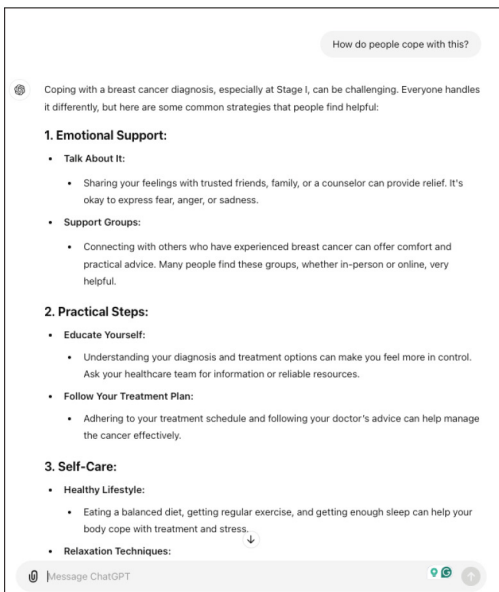 How do people cope with this?
Coping with a breast cancer diagnosis, especially at Stage I, can be challenging. Everyone handles
it differently, but here are some common strategies that people find helpful:
1. Emotional Support:
• Talk About It:
• Sharing your feelings with trusted friends, family, or a counselor can provide relief. It's
okay to express fear, anger, or sadness.
• Support Groups:
• Connecting with others who have experienced breast cancer can offer comfort and
practical advice. Many people find these groups, whether in-person or online, very
helpful.
2. Practical Steps:
• Educate Yourself:
• Understanding your diagnosis and treatment options can make you feel more in control.
Ask your healthcare team for information or reliable resources.
• Follow Your Treatment Plan:
• Adhering to your treatment schedule and following your doctor's advice can help manage
the cancer effectively.
3. Self-Care:
• Healthy Lifestyle:
• Eating a balanced diet, getting regular exercise, and getting enough sleep can help your
body cope with treatment and stress.
• Relaxation Techniques:
Message ChatGPT